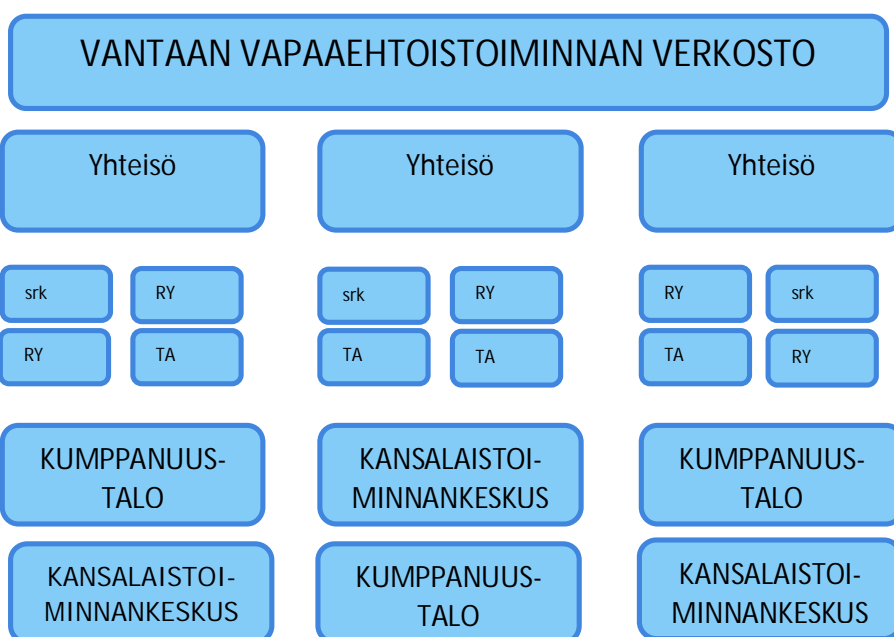 VANTAAN VAPAAEHTOISTOIMINNAN VERKOSTO
Yhteisö
Yhteisö
Yhteisö
srk
RY
srk
RY
RY
srk
RY
TA
TA
TA
TA
RY
KUMPPANUUS-
TALO
KANSALAISTOI-
MINNANKESKUS
KUMPPANUUS-
TALO
KANSALAISTOI-
MINNANKESKUS
KUMPPANUUS-
TALO
KANSALAISTOI-
MINNANKESKUS